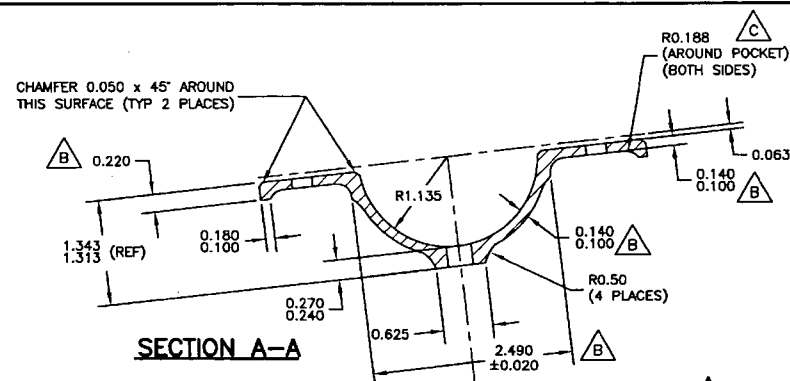 R0.188
(AROUND POCKET)
(BOTH SIDES)
C
CHAMFER 0.050 x 45° AROUND
THIS SURFACE (TYP 2 PLACES)
B
0.220
0.063
0.140
0.100
B
R1.135
1.343
1.313 (REF)
0.180
0.100
0.140
0.100
B
0.270
0.240
R0.50
(4 PLACES)
0.625
2.490
±0.020
B
SECTION A-A